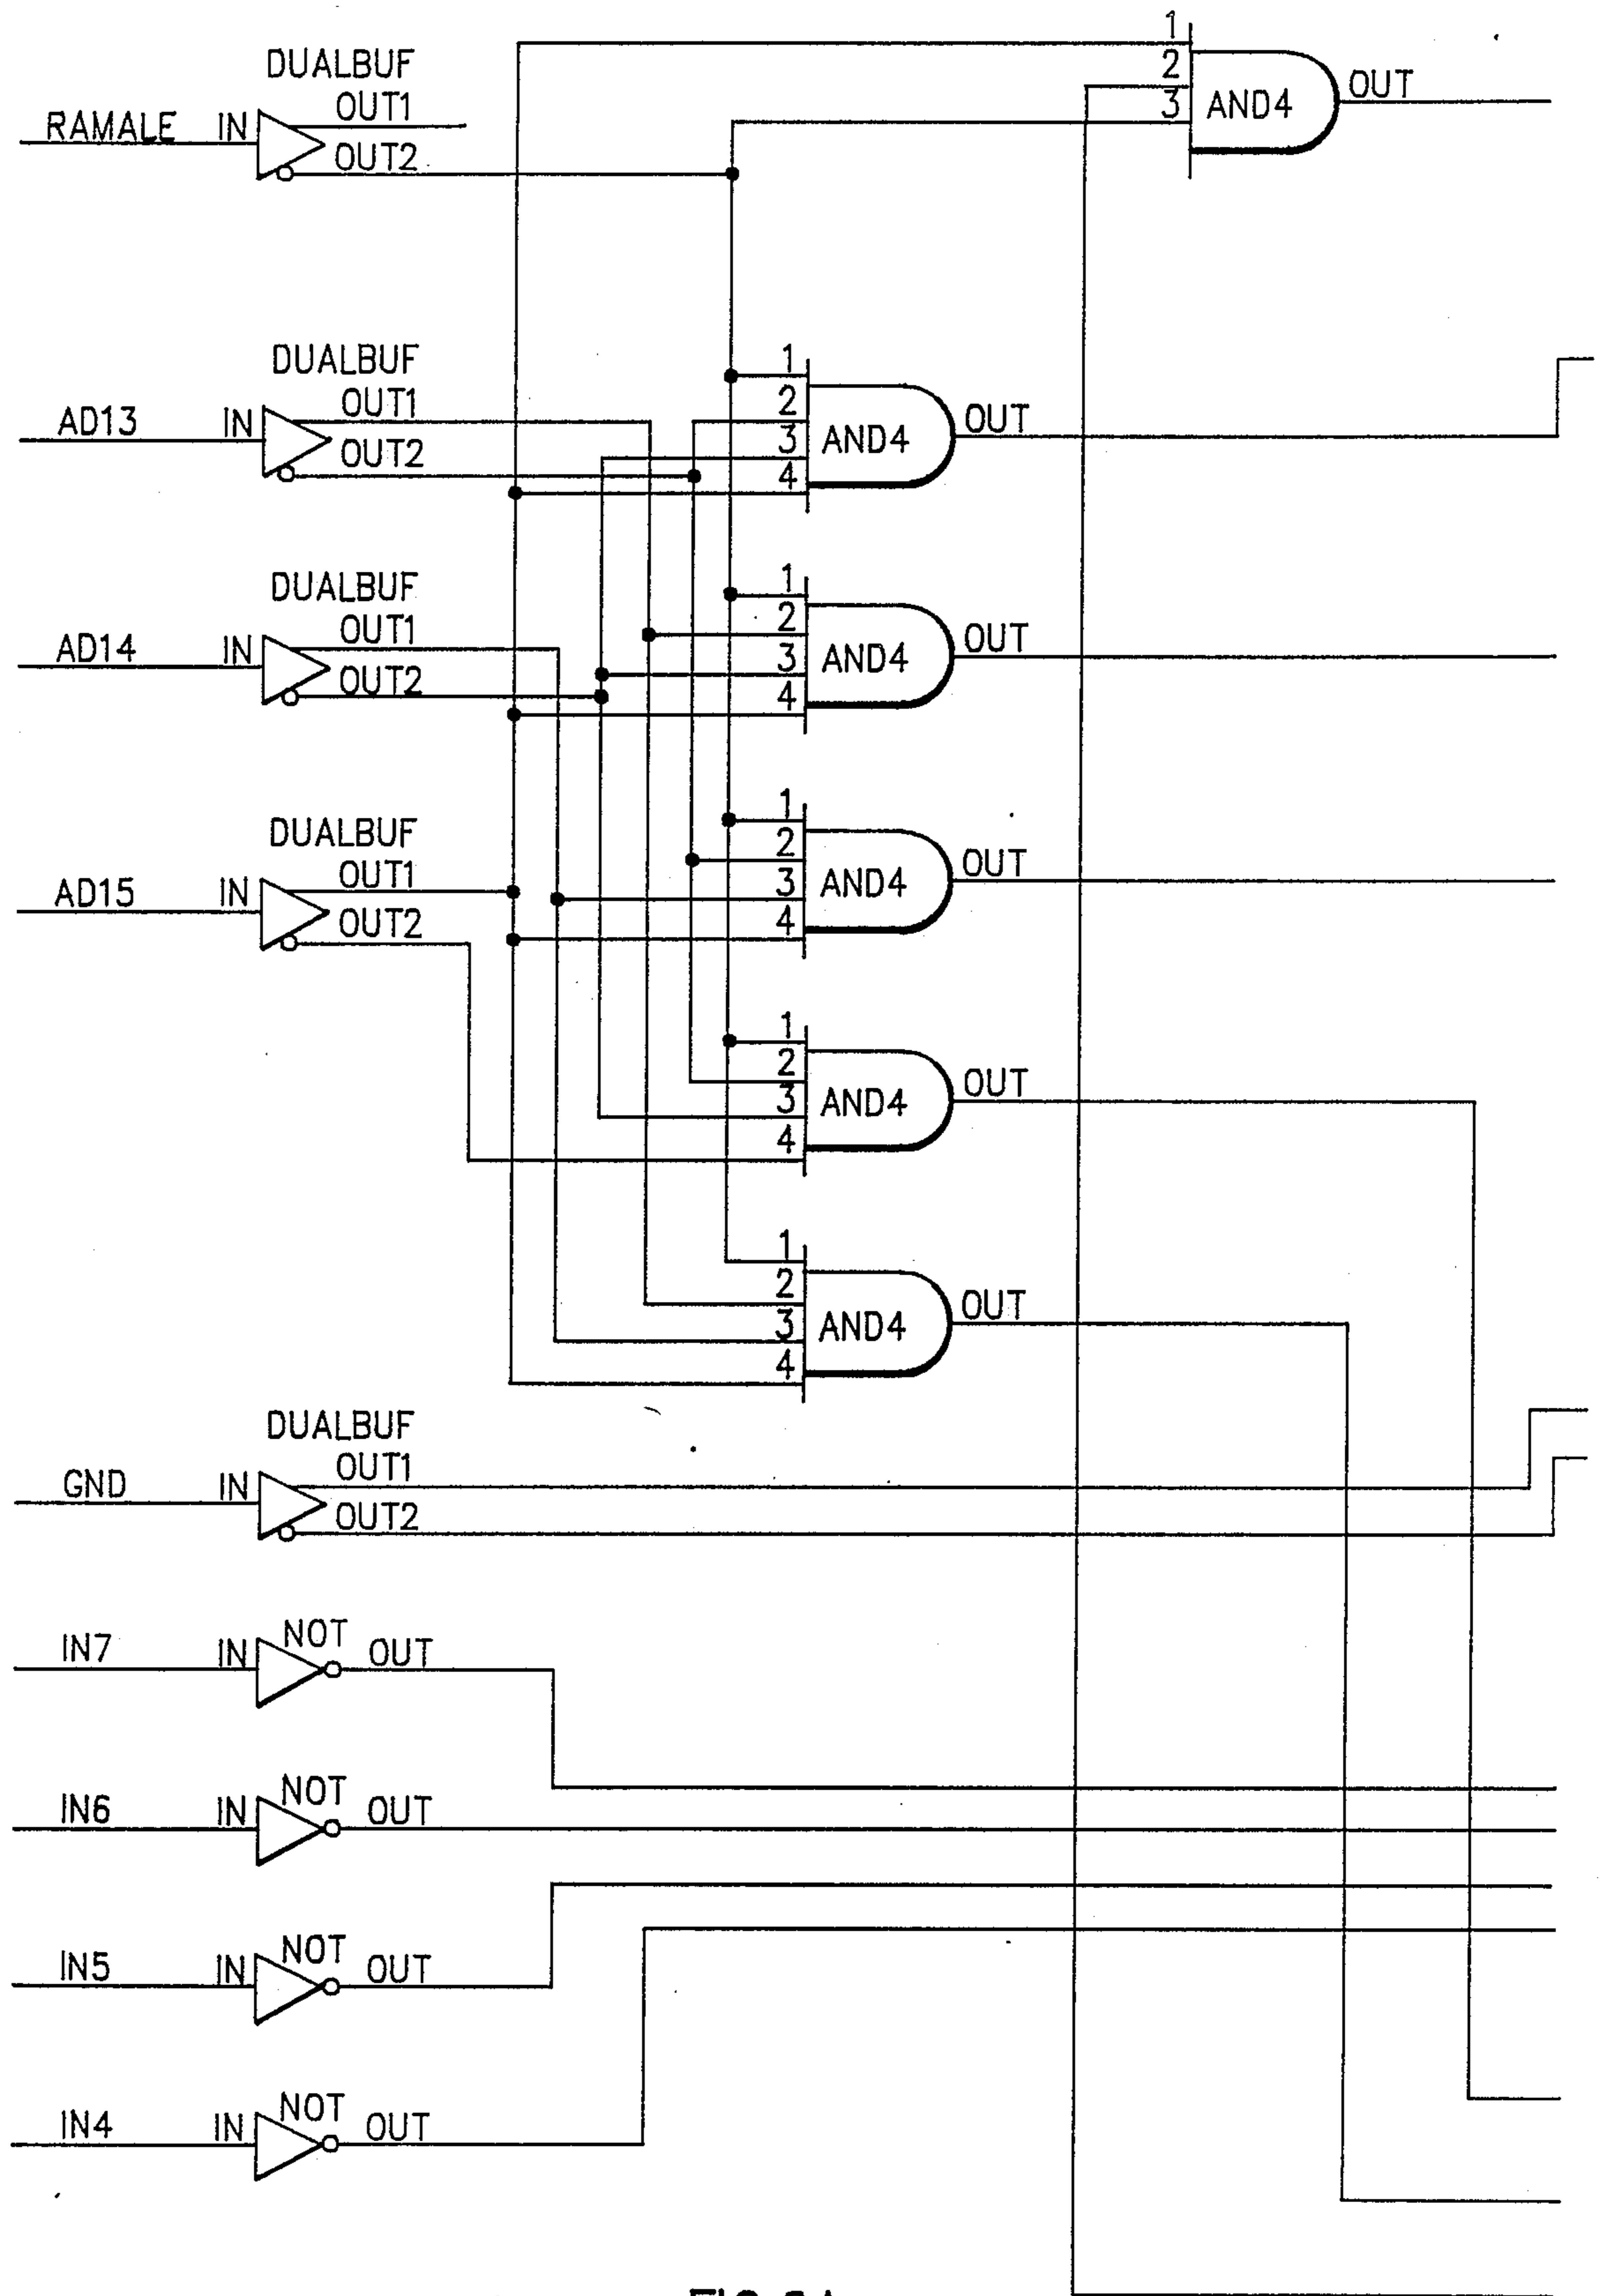 DUALBUF
RAMALE IN OUT1
OUT2
1
2
3
AND4 OUT
DUALBUF
AD13 IN OUT1
OUT2
1
2
3
4
AND4 OUT
DUALBUF
AD14 IN OUT1
OUT2
1
2
3
4
AND4 OUT
DUALBUF
AD15 IN OUT1
OUT2
1
2
3
4
AND4 OUT
1
2
3
4
AND4 OUT
1
2
3
4
AND4 OUT
DUALBUF
GND IN OUT1
OUT2
NOT
IN7 IN OUT
NOT
IN6 IN OUT
NOT
IN5 IN OUT
NOT
IN4 IN OUT